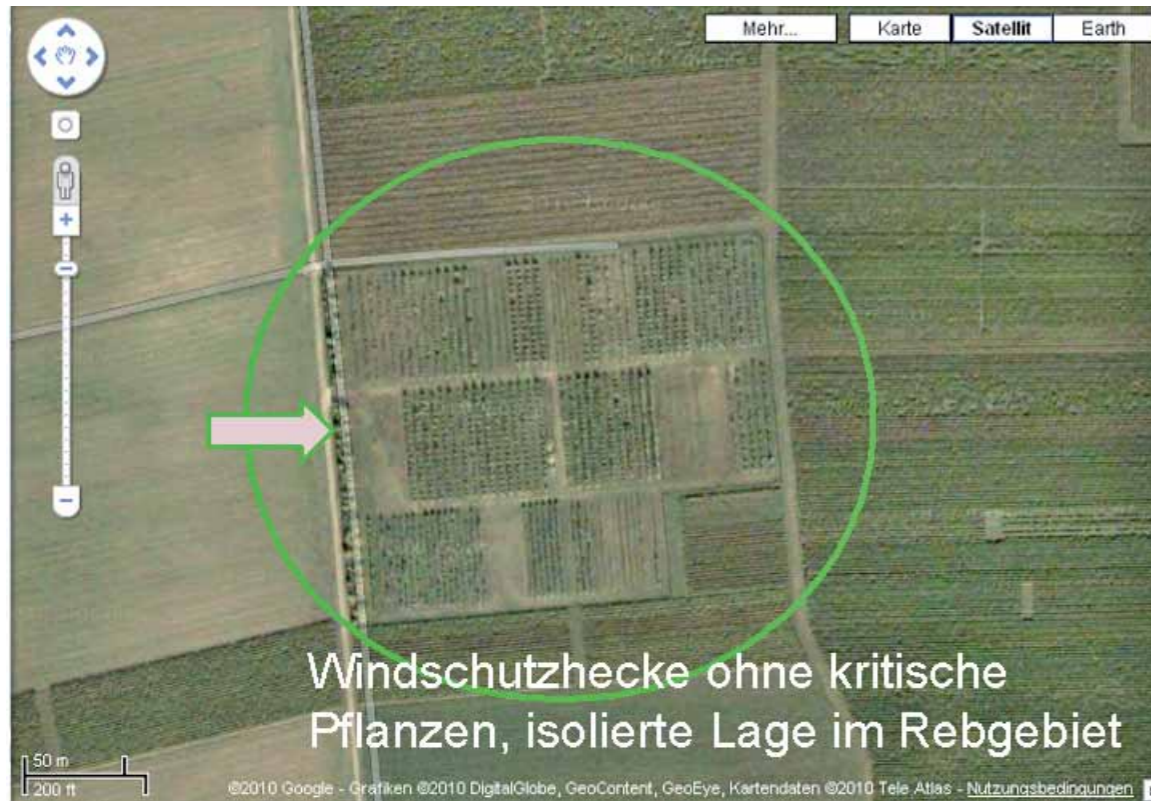 Mehr... Karte Satellit Earth
Windschutzhecke ohne kritische
Pflanzen, isolierte Lage im Rebgebiet
50 m
200 ft
©2010 Google - Grafiken ©2010 DigitalGlobe, GeoContent, GeoEye, Kartendaten ©2010 Tele Atlas - Nutzungsbedingungen